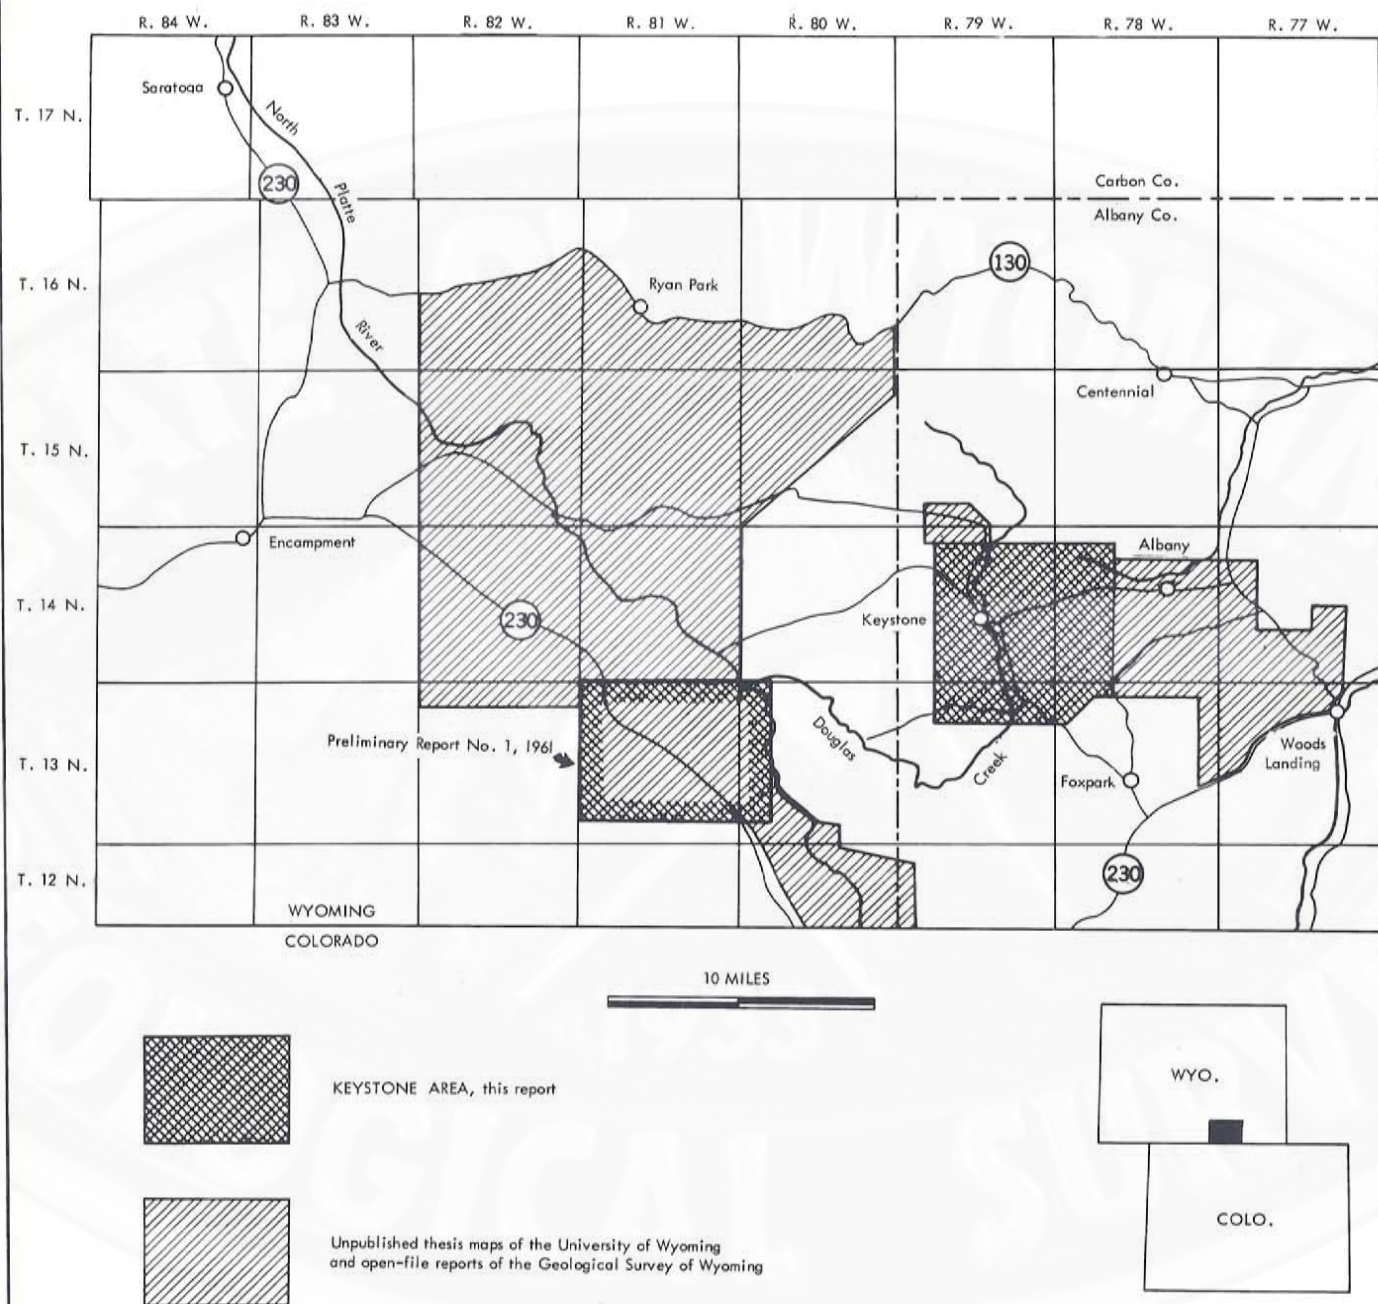 R. 84 W. R. 83 W. R. 82 W. R. 81 W. R. 80 W. R. 79 W. R. 78 W. R. 77 W.
Saratoga
T. 17 N.
North
230
Platte
Carbon Co.
Albany Co.
130
T. 16 N.
Ryan Park
River
Centennial
T. 15 N.
Encampment
Albany
T. 14 N.
230
Keystone
Douglas
Preliminary Report No. 1, 1961
Woods
Landing
T. 13 N.
Creek
Foxpark
230
T. 12 N.
WYOMING
COLORADO
10 MILES
WYO.
KEYSTONE AREA, this report
COLO.
Unpublished thesis maps of the University of Wyoming
and open-file reports of the Geological Survey of Wyoming